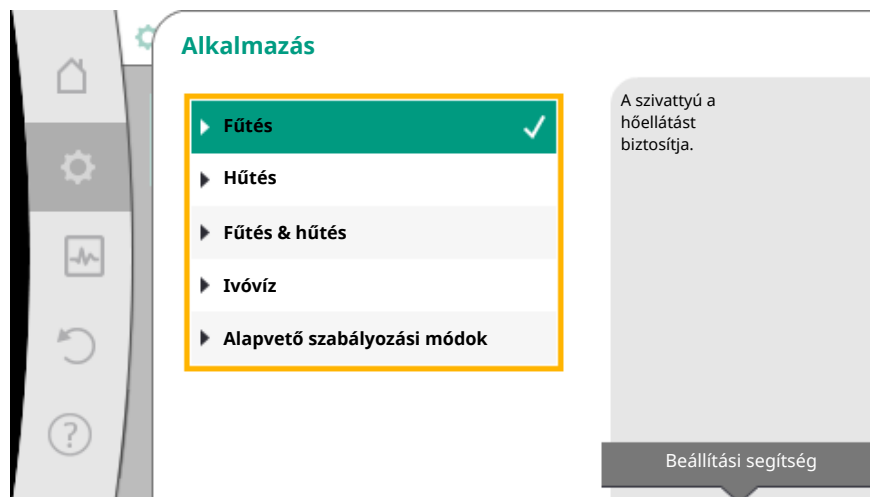 Alkalmazás
Fűtés
Hűtés
Fűtés & hűtés
Ivóvíz
Alapvető szabályozási módok
A szivattyú a
hőellátást
biztosítja.
Beállítási segítség
?